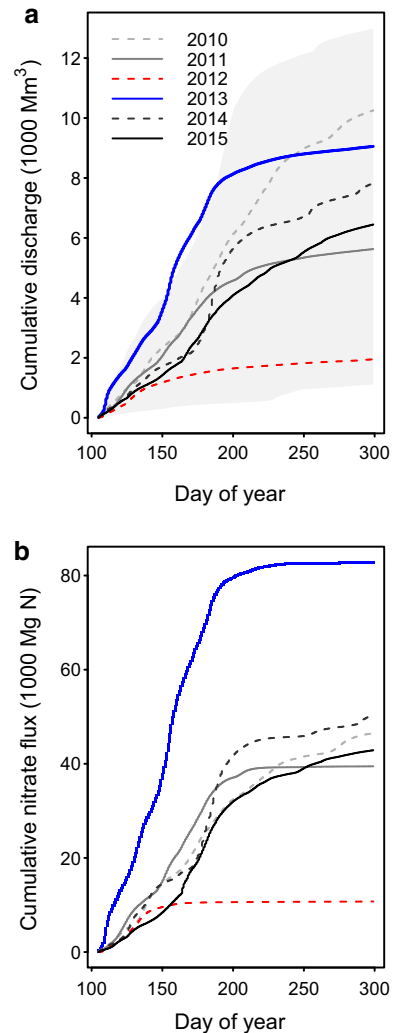 a
2010
2011
2012
2013
2014
2015
Cumulative discharge (1000 Mm³)
12
10
8
6
4
2
0
100 150 200 250 300
Day of year
b
Cumulative nitrate flux (1000 Mg N)
80
60
40
20
0
100 150 200 250 300
Day of year